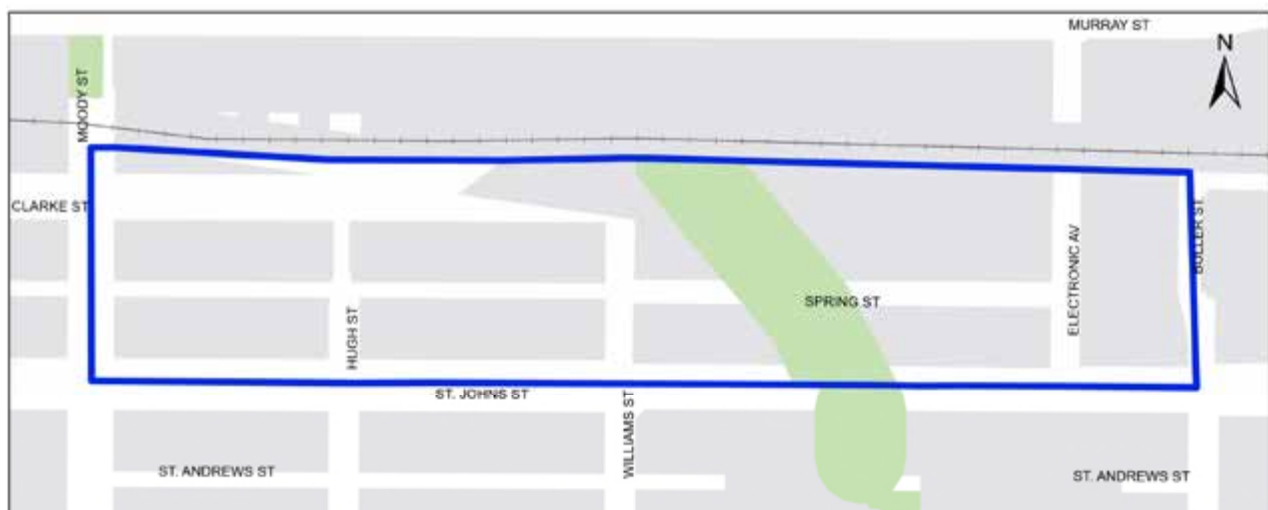 MURRAY ST
N
MOODY ST
CLARKE ST
BULLER ST
ELECTRONIC AV
SPRING ST
HUGH ST
ST. JOHNS ST
WILLIAMS ST
ST. ANDREWS ST
ST. ANDREWS ST